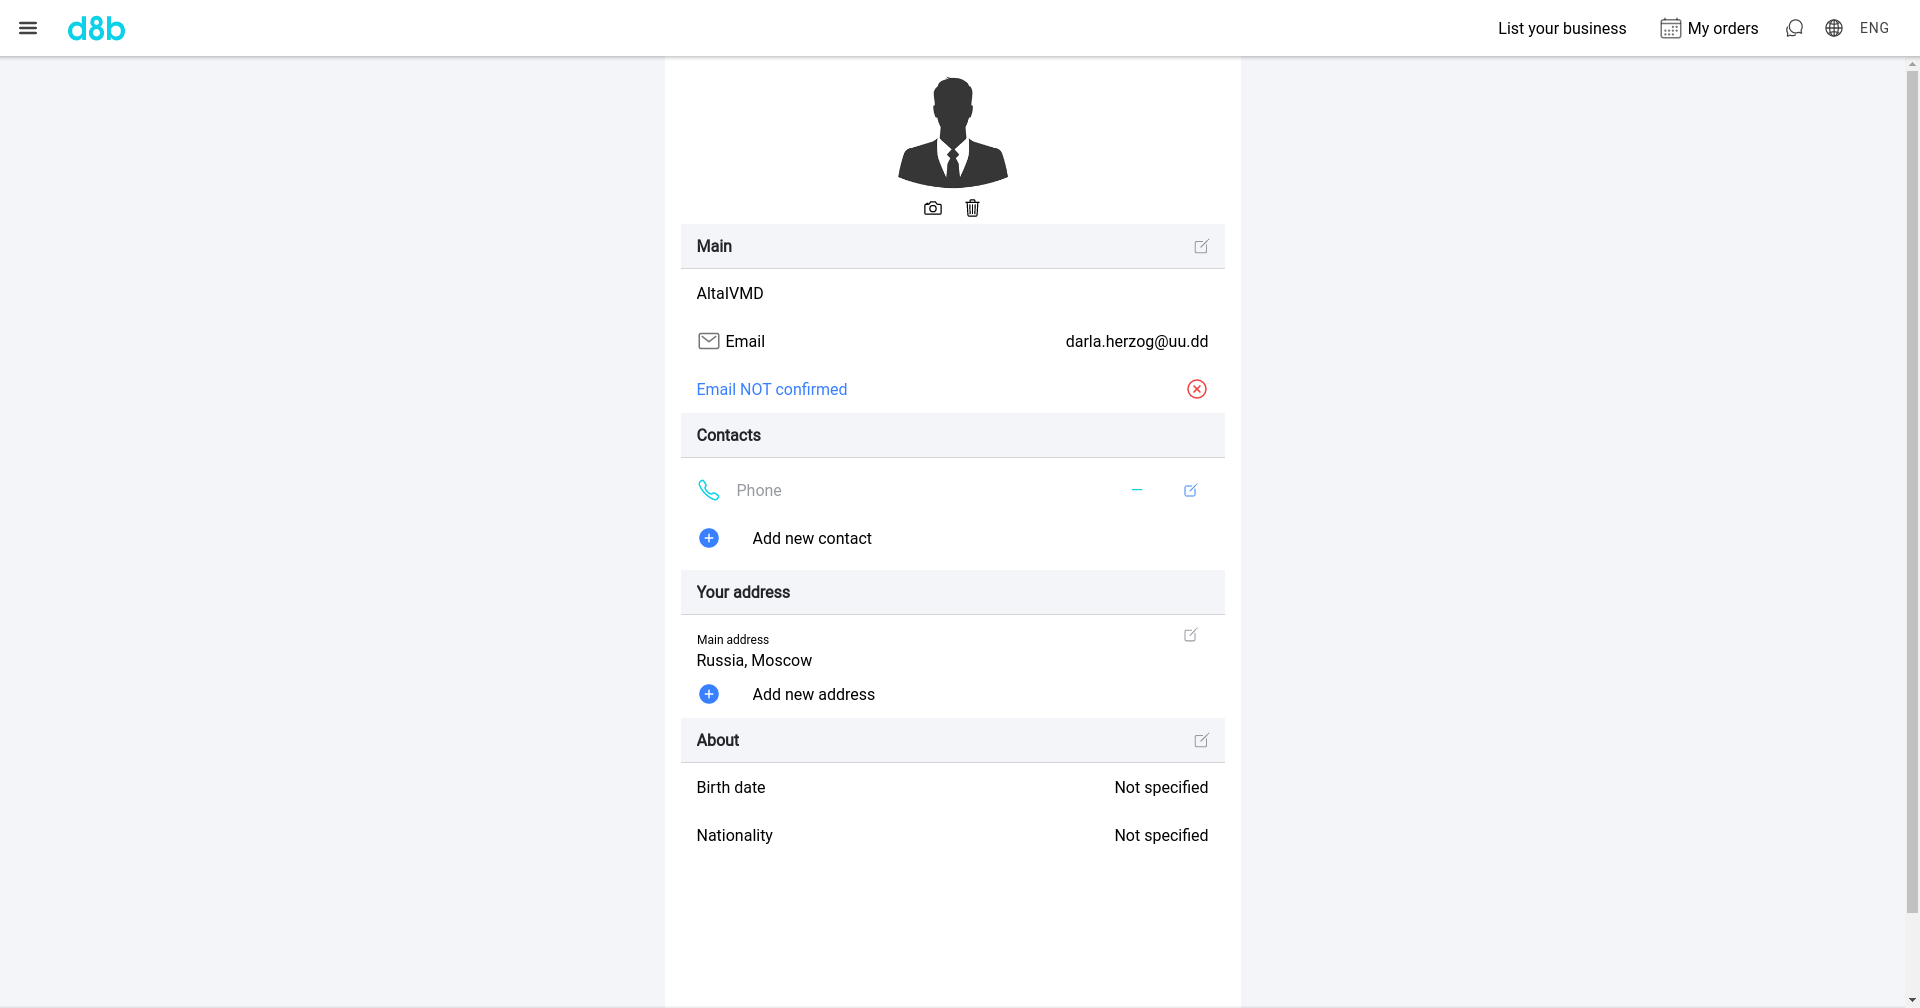 d8b
List your business
My orders
ENG
Main
AltalVMD
Email
darla.herzog@uu.dd
Email NOT confirmed
Contacts
Phone
Add new contact
Your address
Main address
Russia, Moscow
Add new address
About
Birth date
Not specified
Nationality
Not specified